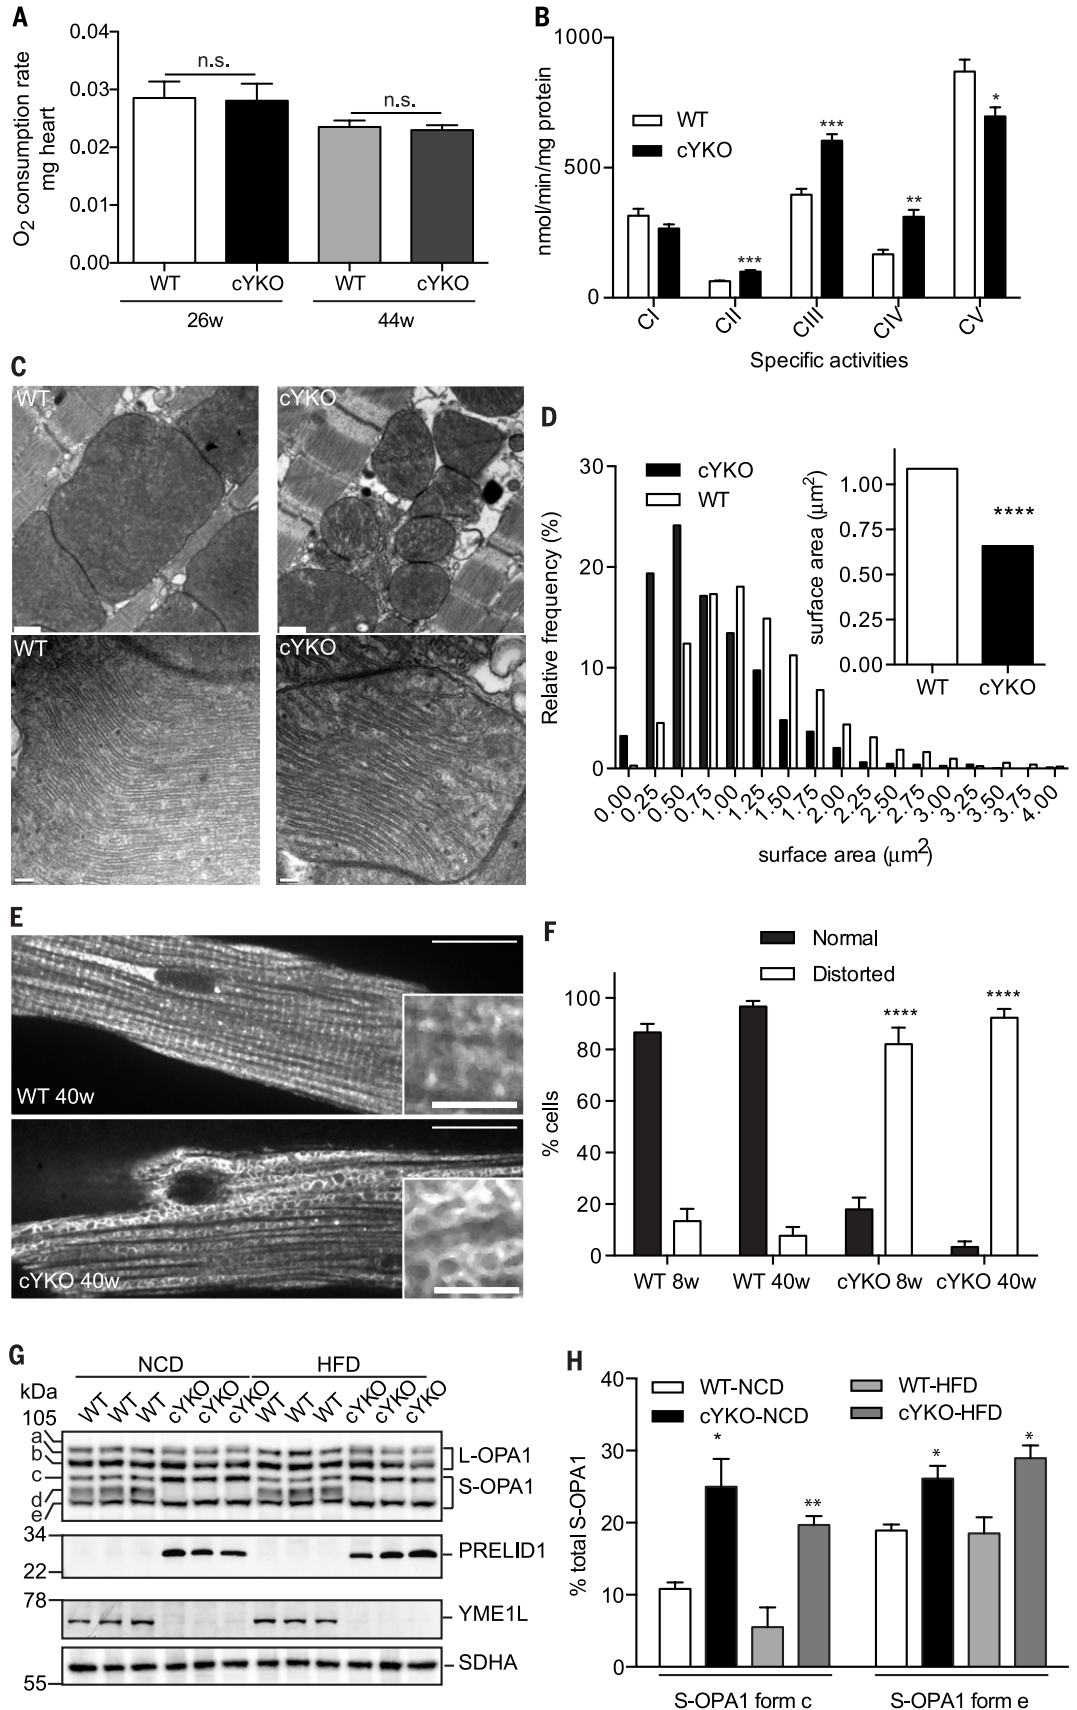 A
0.04
0.03
0.02
0.01
0.00
O2 consumption rate
mg heart
n.s.
n.s.
WT
cYKO
WT
cYKO
26w
44w
B
1000
500
0
nmol/min/mg protein
WT
cYKO
***
***
**
*
CI
CII
CIII
CIV
CV
Specific activities
C
WT
cYKO
WT
cYKO
D
30
20
10
0
Relative frequency (%)
cYKO
WT
0.00
0.25
0.50
0.75
1.00
1.25
1.50
1.75
2.00
2.25
2.50
2.75
3.00
3.25
3.50
3.75
4.00
surface area (µm2)
1.00
0.75
0.50
0.25
0.00
surface area (µm2)
****
WT
cYKO
E
WT 40w
cYKO 40w
F
Normal
Distorted
100
80
60
40
20
0
% cells
****
****
WT 8w
WT 40w
cYKO 8w
cYKO 40w
G
NCD
HFD
kDa
WT
WT
WT
cYKO
cYKO
cYKO
WT
WT
WT
cYKO
cYKO
cYKO
105
a
b
c
d
e
L-OPA1
S-OPA1
34
22
PRELID1
78
YME1L
SDHA
55
H
WT-NCD
cYKO-NCD
WT-HFD
cYKO-HFD
40
30
20
10
0
% total S-OPA1
*
**
*
*
S-OPA1 form c
S-OPA1 form e